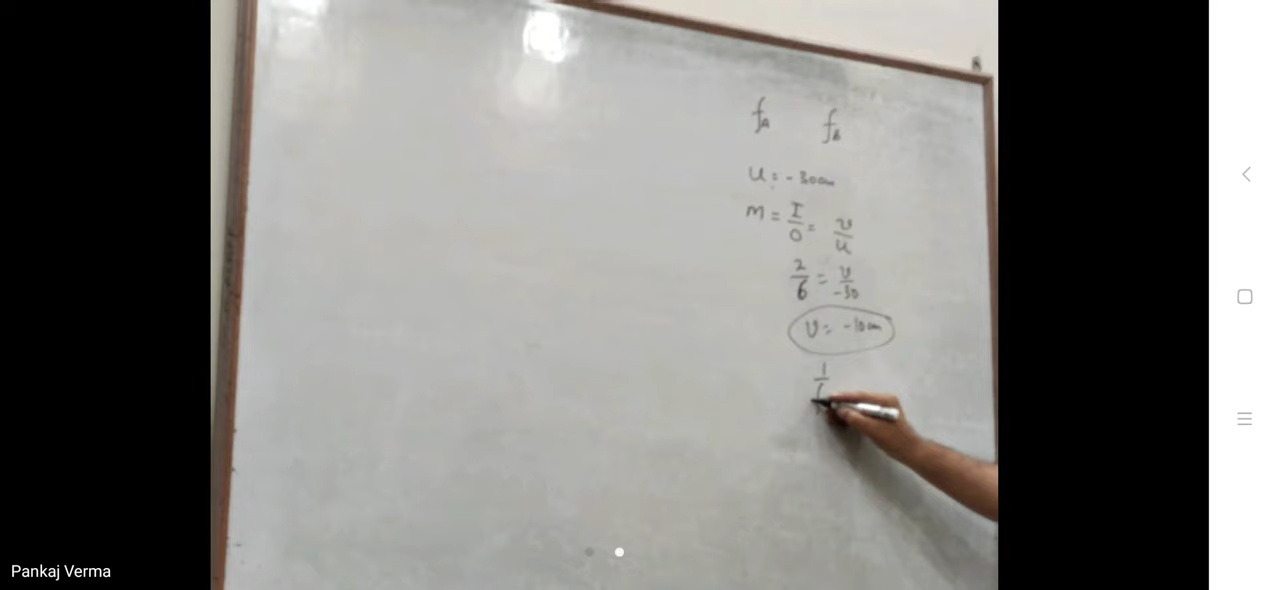 fA fB
u = - 30cm
m = I/O = v/u
2/6 = v/-30
v = -10cm
1/f
Pankaj Verma